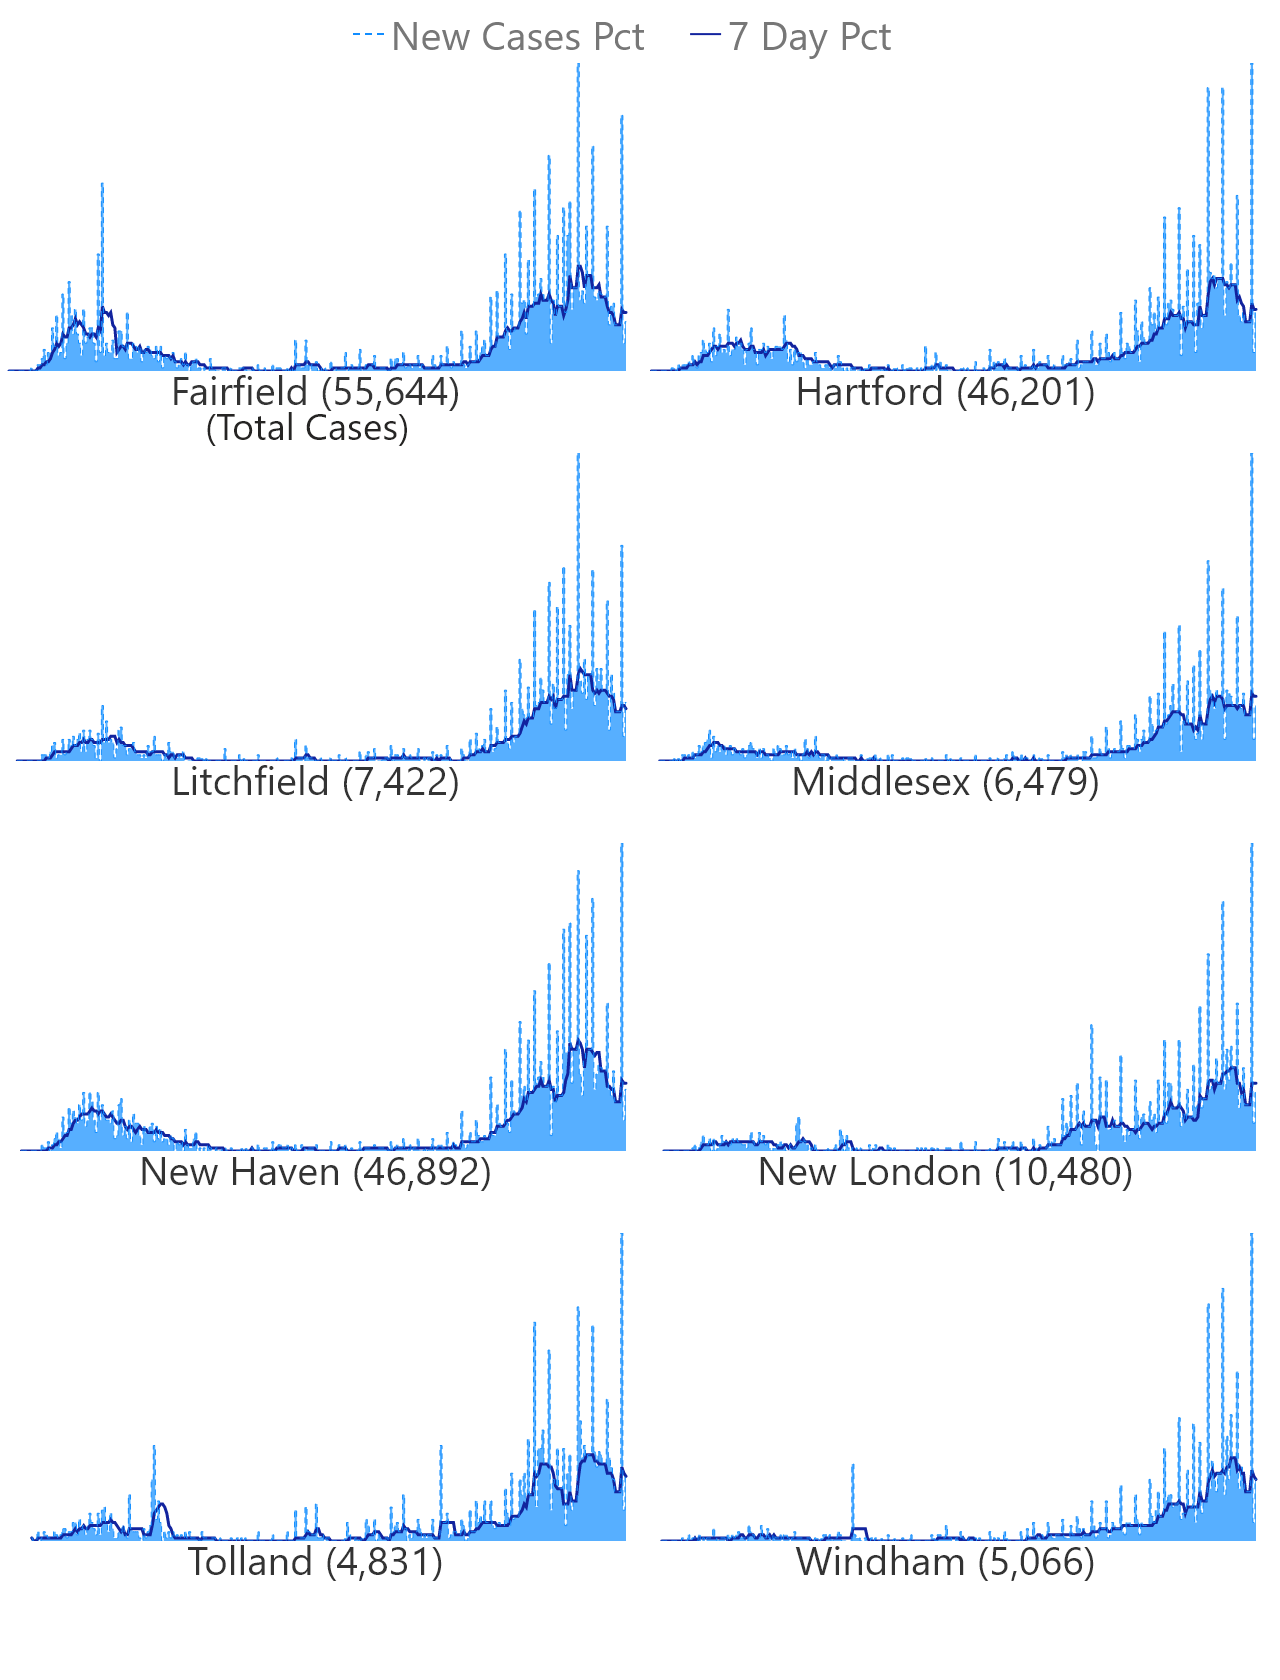 New Cases Pct 7 Day Pct
Fairfield (55,644) Hartford (46,201)
(Total Cases)
Litchfield (7,422) Middlesex (6,479)
New Haven (46,892) New London (10,480)
Tolland (4,831) Windham (5,066)